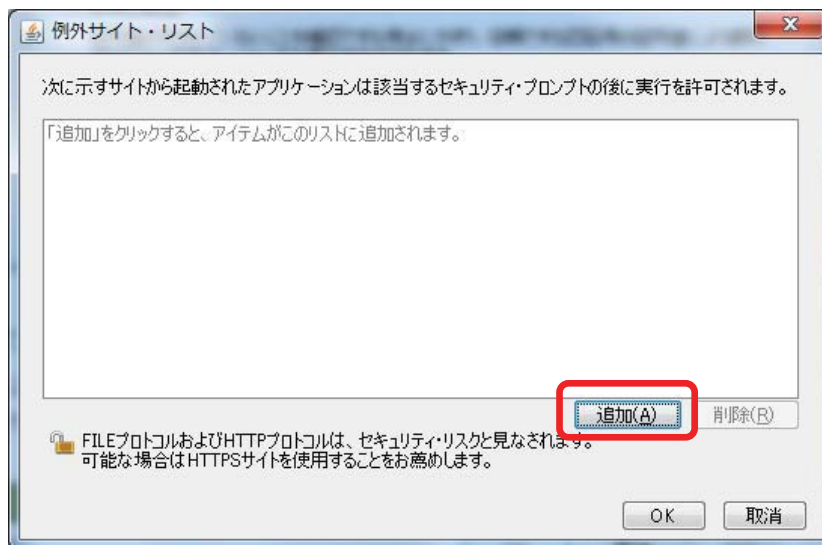 例外サイト・リスト
次に示すサイトから起動されたアプリケーションは該当するセキュリティ・プロンプトの後に実行を許可されます。
「追加」をクリックすると、アイテムがこのリストに追加されます。
追加(A) 削除(R)
FILEプロトコルおよびHTTPプロトコルは、セキュリティ・リスクと見なされます。
可能な場合はHTTPSサイトを使用することをお薦めします。
OK 取消